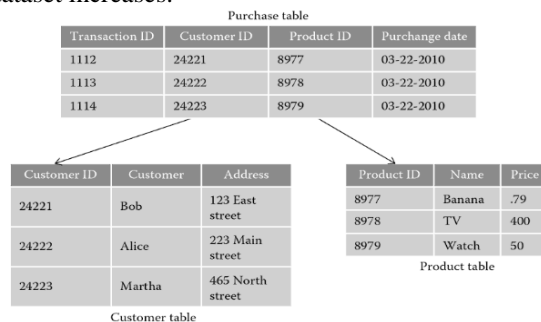 dataset increases.
Purchase table
Transaction ID Customer ID Product ID Purchange date
1112 24221 8977 03-22-2010
1113 24222 8978 03-22-2010
1114 24223 8979 03-22-2010
Customer ID Customer Address
24221 Bob 123 East
street
24222 Alice 223 Main
street
24223 Martha 465 North
street
Customer table
Product ID Name Price
8977 Banana .79
8978 TV 400
8979 Watch 50
Product table